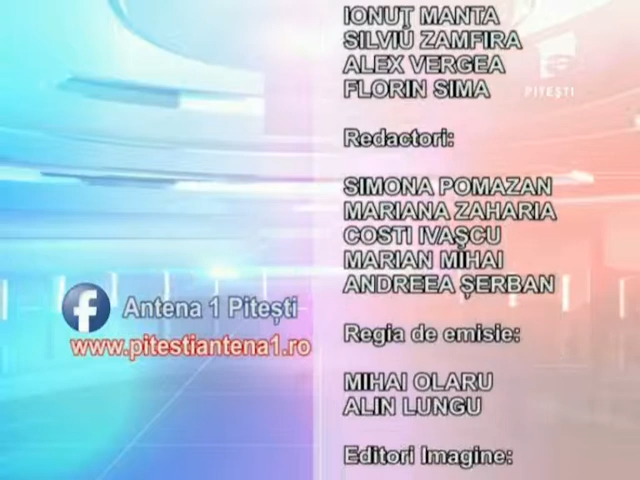 IONUȚ MANTA
SILVIU ZAMFIRA
ALEX VERGEA
FLORIN SIMA
PITEȘTI
Redactori:
SIMONA POMAZAN
MARIANA ZAHARIA
COSTI IVAȘCU
MARIAN MIHAI
ANDREEA ȘERBAN
Antena 1 Pitești
www.pitestiantena1.ro
Regia de emisie:
MIHAI OLARU
ALIN LUNGU
Editori Imagine: